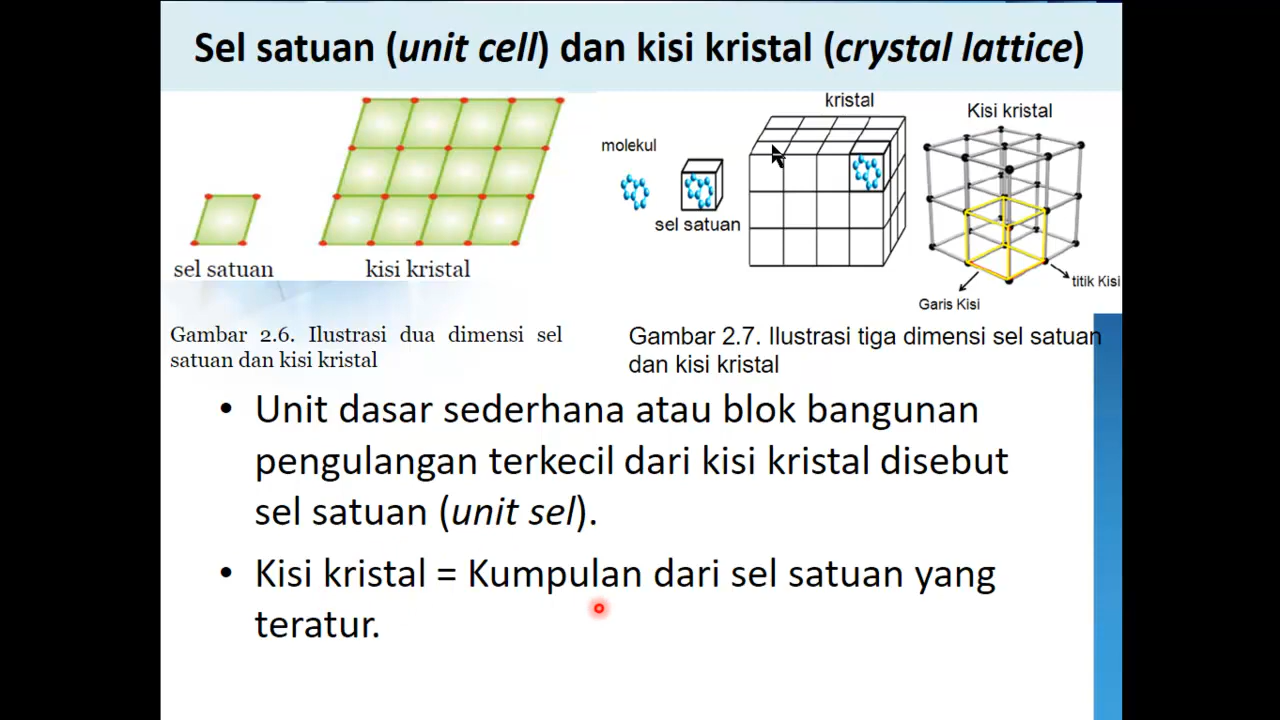 Sel satuan (unit cell) dan kisi kristal (crystal lattice)
sel satuan
kisi kristal
Gambar 2.6. Ilustrasi dua dimensi sel
satuan dan kisi kristal
kristal
Kisi kristal
molekul
sel satuan
titik Kisi
Garis Kisi
Gambar 2.7. Ilustrasi tiga dimensi sel satuan
dan kisi kristal
• Unit dasar sederhana atau blok bangunan
pengulangan terkecil dari kisi kristal disebut
sel satuan (unit sel).
• Kisi kristal = Kumpulan dari sel satuan yang
teratur.